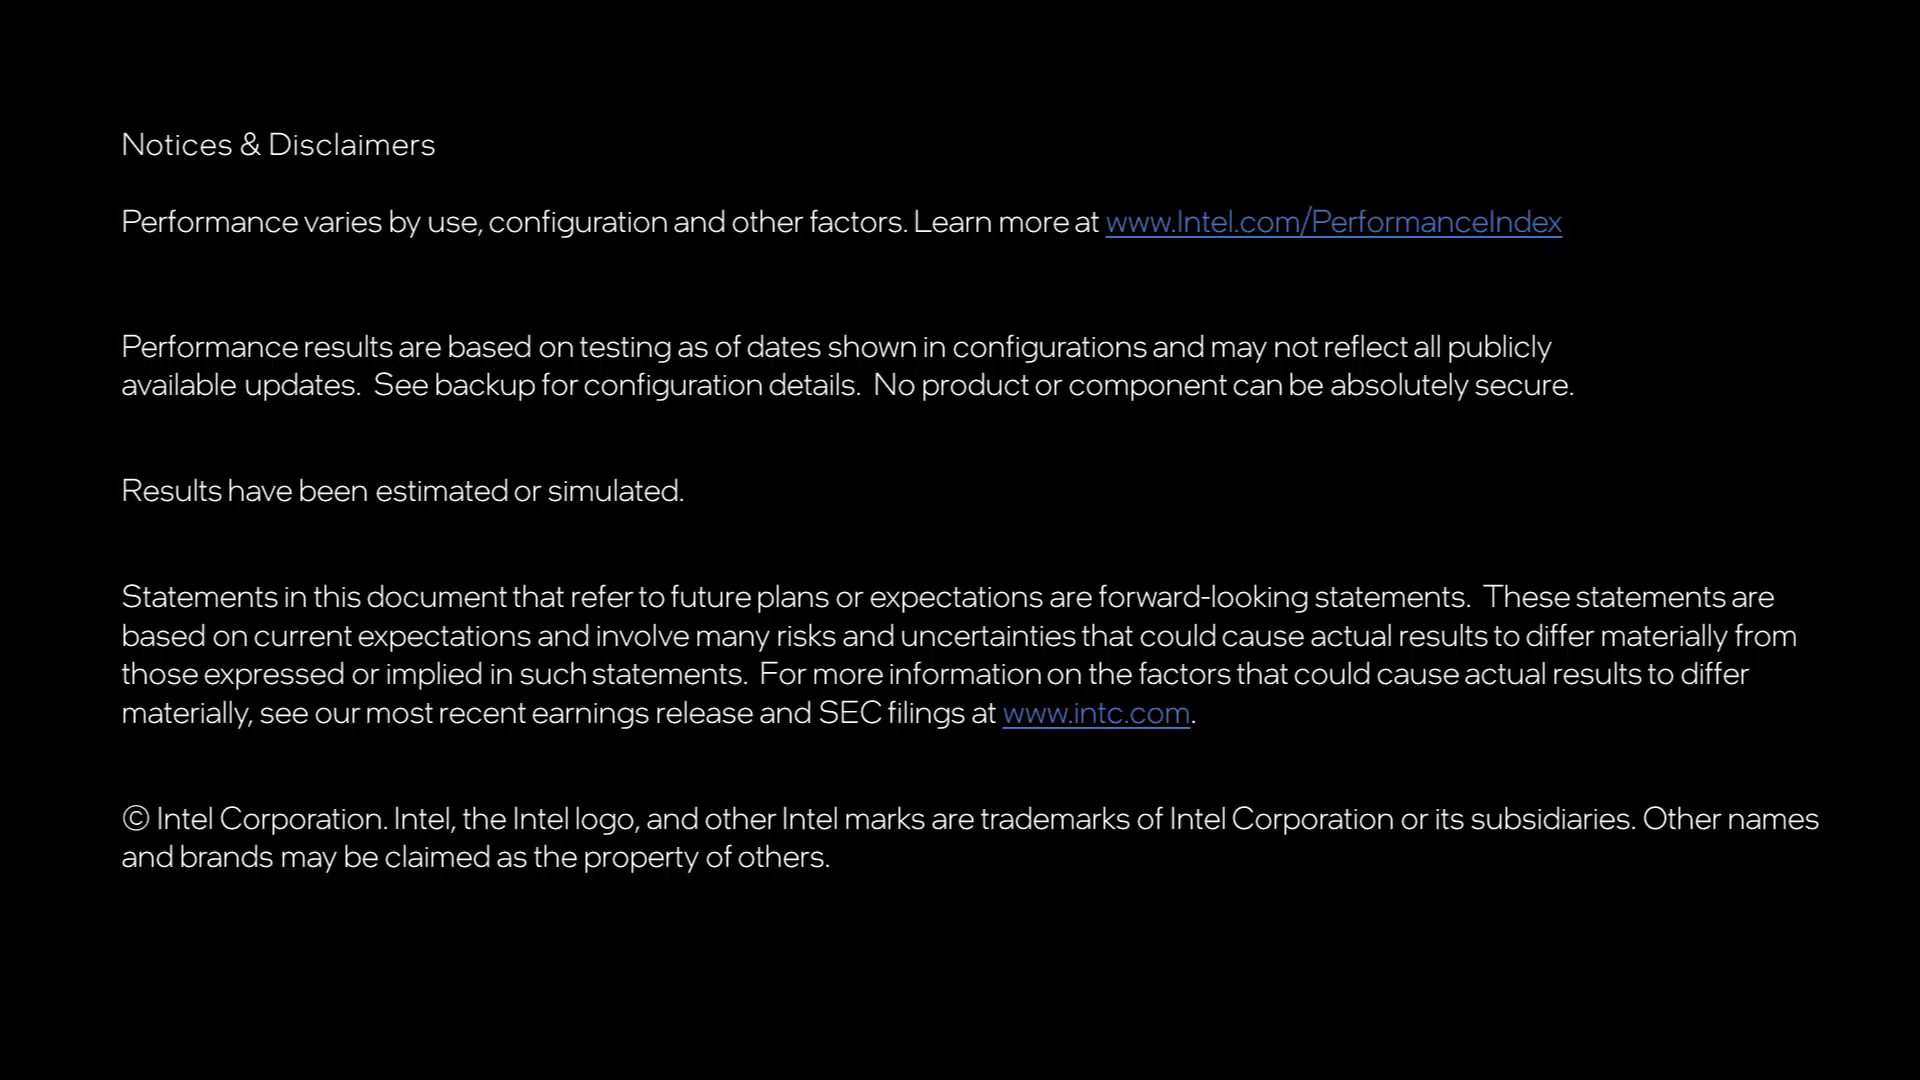 Notices & Disclaimers
Performance varies by use, configuration and other factors. Learn more at www.Intel.com/PerformanceIndex
Performance results are based on testing as of dates shown in configurations and may not reflect all publicly
available updates.  See backup for configuration details.  No product or component can be absolutely secure.
Results have been estimated or simulated.
Statements in this document that refer to future plans or expectations are forward-looking statements.  These statements are
based on current expectations and involve many risks and uncertainties that could cause actual results to differ materially from
those expressed or implied in such statements.  For more information on the factors that could cause actual results to differ
materially, see our most recent earnings release and SEC filings at www.intc.com.
© Intel Corporation. Intel, the Intel logo, and other Intel marks are trademarks of Intel Corporation or its subsidiaries. Other names
and brands may be claimed as the property of others.